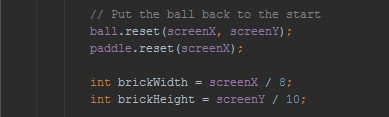 // Put the ball back to the start
ball.reset(screenX, screenY);
paddle.reset(screenX);
int brickWidth = screenX / 8;
int brickHeight = screenY / 10;